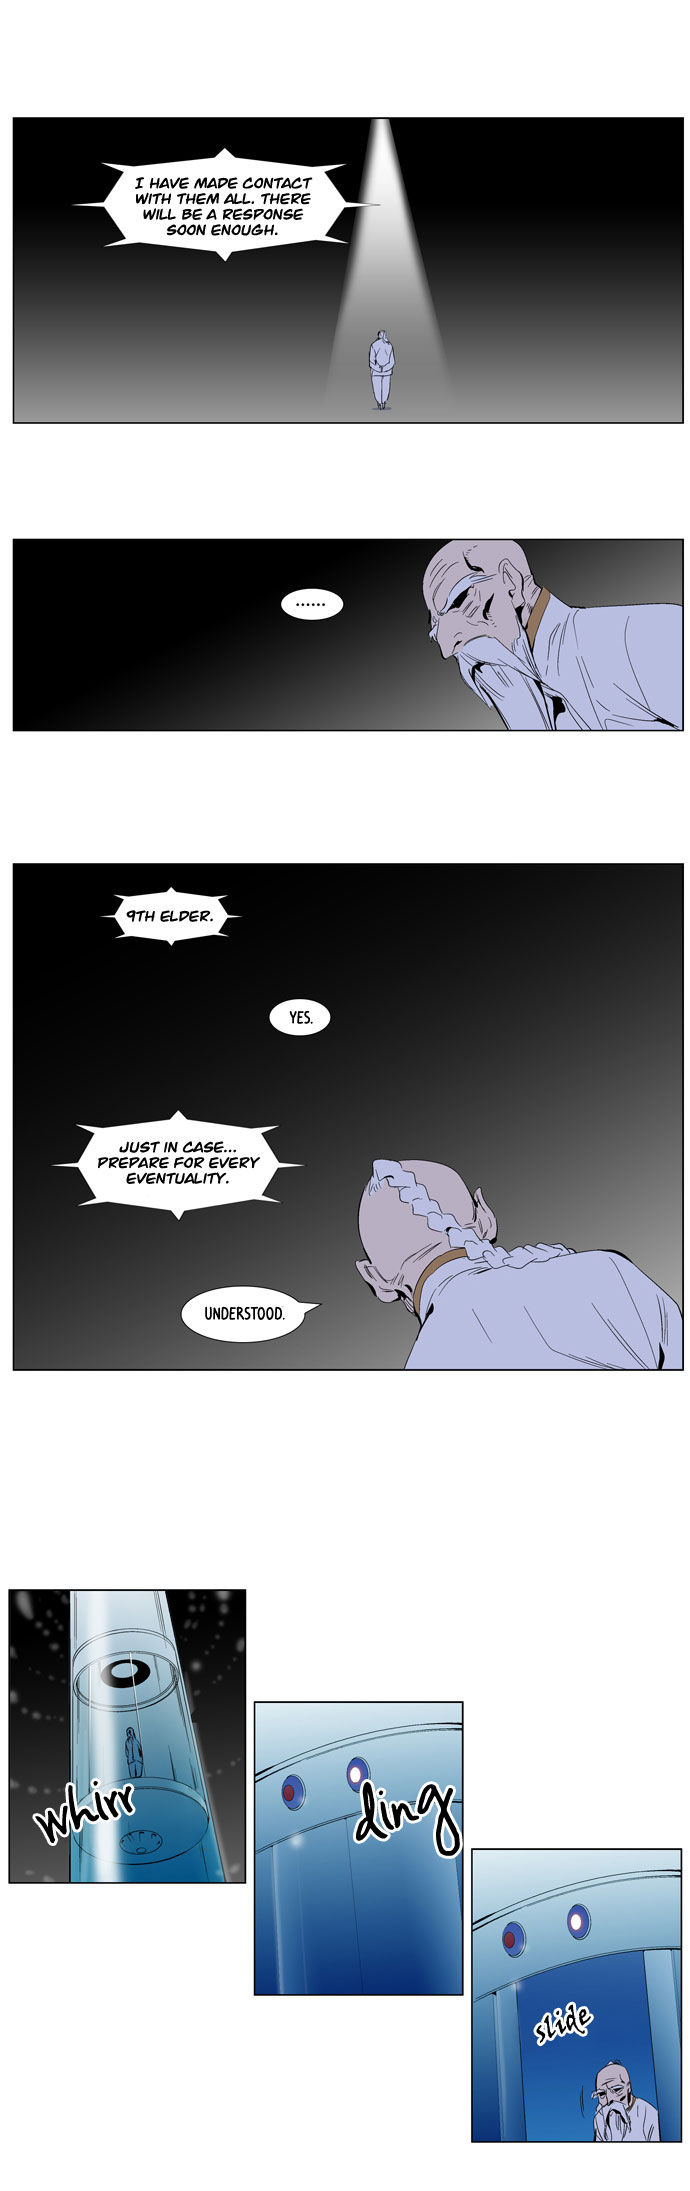 I HAVE MADE CONTACT
WITH THEM ALL. THERE
WILL BE A RESPONSE
SOON ENOUGH.
......
9TH ELDER.
YES.
JUST IN CASE...
PREPARE FOR EVERY
EVENTUALITY.
UNDERSTOOD.
whirr
ding
slide